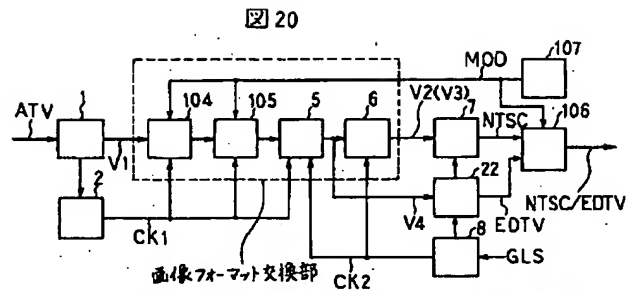 図20
MOD
107
ATV
1
104
105
5
6
V2(V3)
7
NTSC
106
V1
2
22
V4
EDTV
NTSC/EDTV
CK1
8
GLS
画像フォーマット交換部
CK2